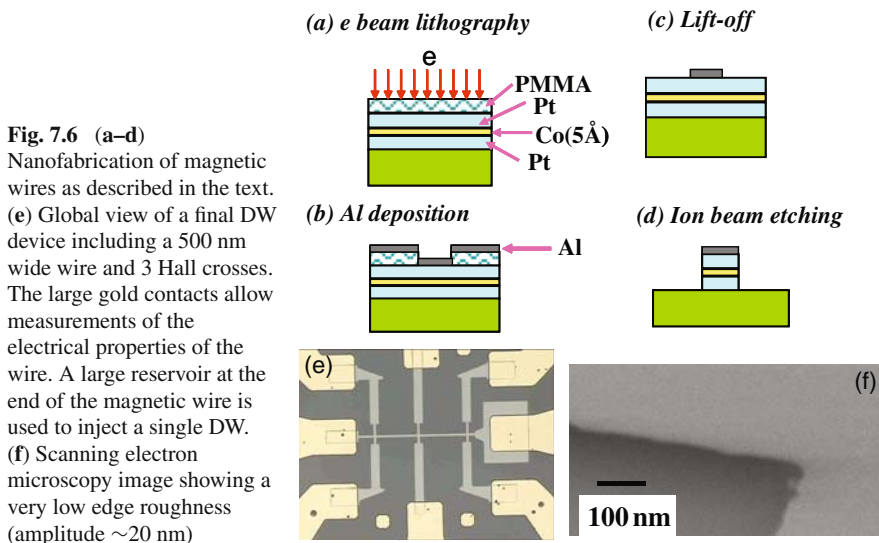 Fig. 7.6 (a–d)
Nanofabrication of magnetic
wires as described in the text.
(e) Global view of a final DW
device including a 500 nm
wide wire and 3 Hall crosses.
The large gold contacts allow
measurements of the
electrical properties of the
wire. A large reservoir at the
end of the magnetic wire is
used to inject a single DW.
(f) Scanning electron
microscopy image showing a
very low edge roughness
(amplitude ∼20 nm)
(a) e beam lithography
e
PMMA
Pt
Co(5Å)
Pt
(b) Al deposition
Al
(c) Lift-off
(d) Ion beam etching
(e)
(f)
100 nm